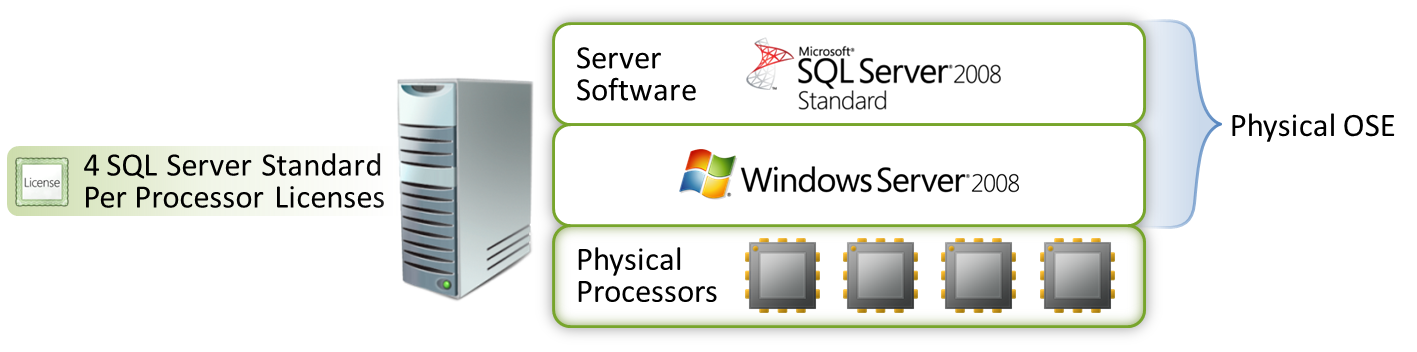 License
4 SQL Server Standard
Per Processor Licenses
Server
Software
Microsoft®
SQL Server® 2008
Standard
Windows Server® 2008
Physical
Processors
Physical OSE